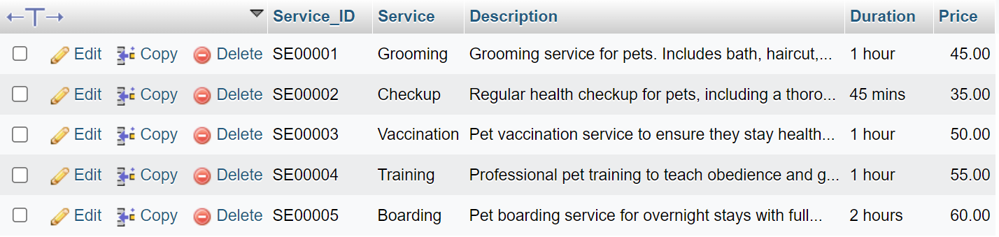 Service_ID Service Description Duration Price
Edit Copy Delete SE00001 Grooming Grooming service for pets. Includes bath, haircut,... 1 hour 45.00
Edit Copy Delete SE00002 Checkup Regular health checkup for pets, including a thoro... 45 mins 35.00
Edit Copy Delete SE00003 Vaccination Pet vaccination service to ensure they stay health... 1 hour 50.00
Edit Copy Delete SE00004 Training Professional pet training to teach obedience and g... 1 hour 55.00
Edit Copy Delete SE00005 Boarding Pet boarding service for overnight stays with full... 2 hours 60.00